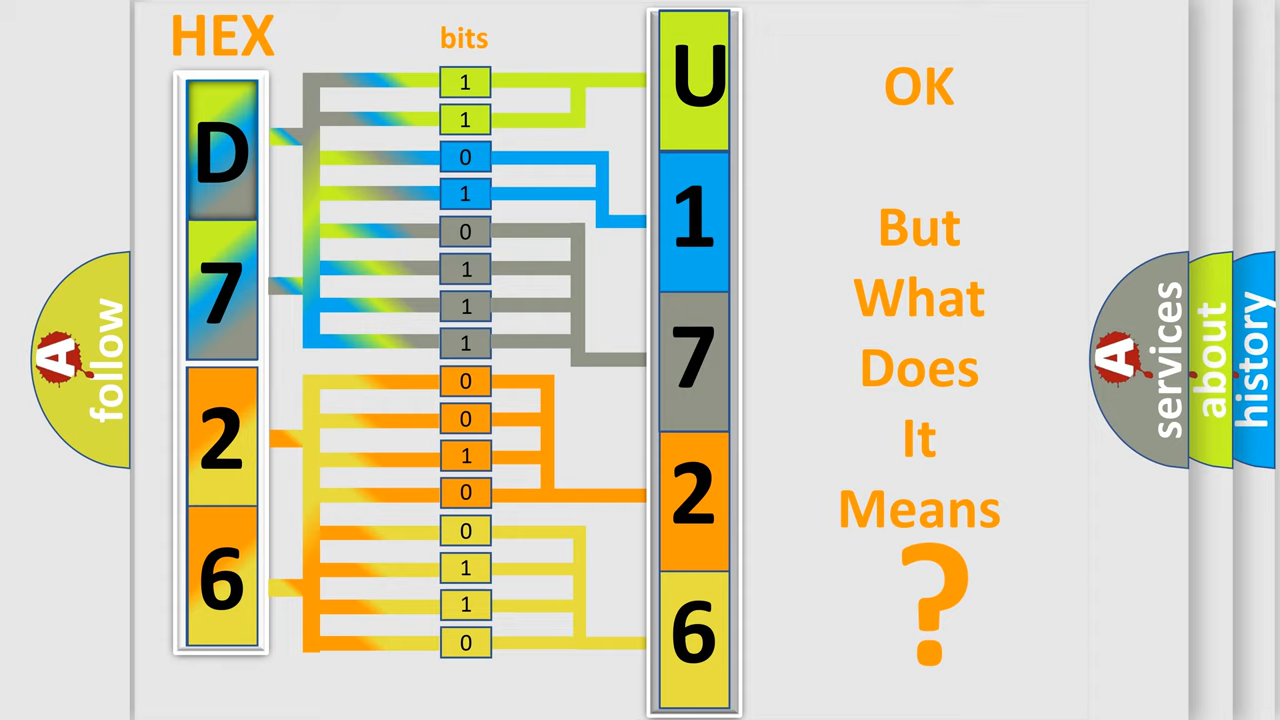 HEX
bits
D
7
2
6
1
1
0
1
0
1
1
1
0
0
1
0
0
1
1
0
U
1
7
2
6
OK
But
What
Does
It
Means
?
A
follow
A
services
about
history